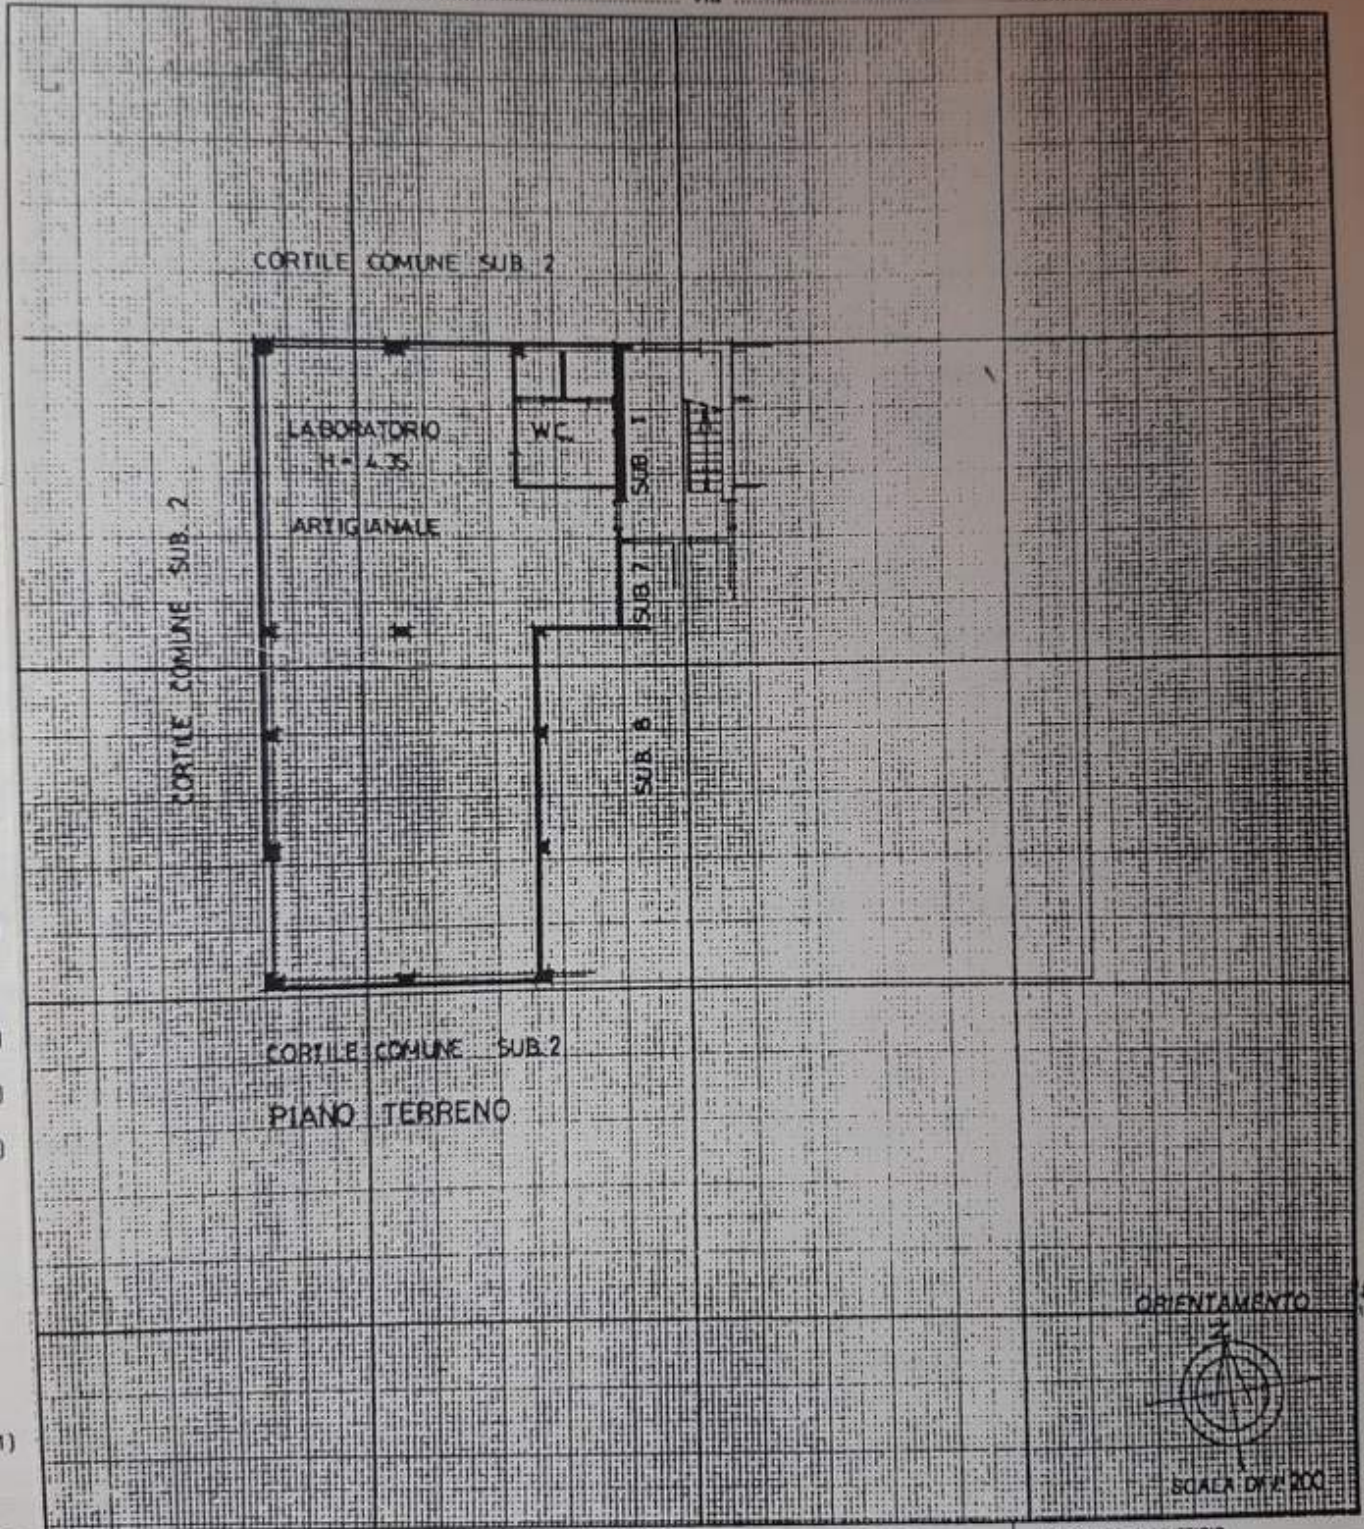 CORTILE COMUNE SUB. 2
LABORATORIO
H = 4.35
ARTIGIANALE
W.C.
SUB. 1
SUB. 7
SUB. 8
CORTILE COMUNE SUB. 2
CORTILE COMUNE SUB. 2
PIANO TERRENO
ORIENTAMENTO
N
SCALA DI 1: 200